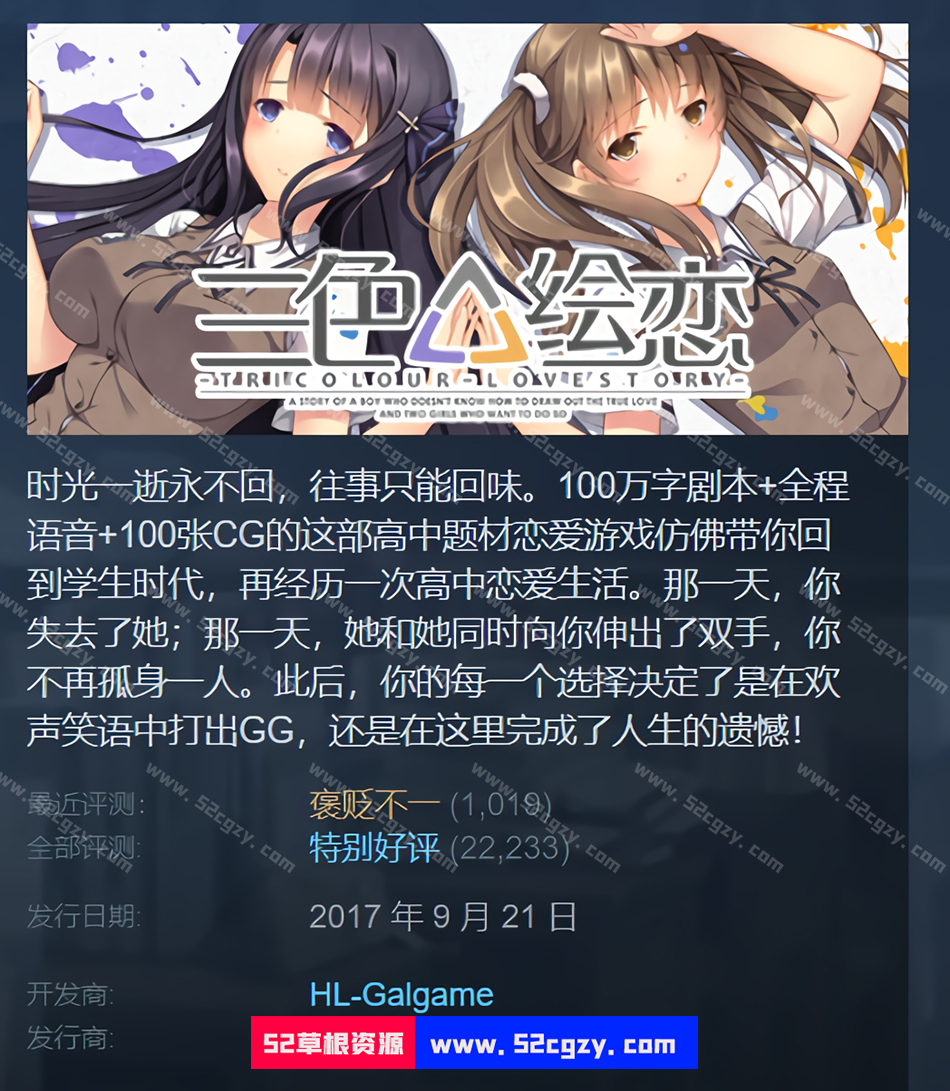 三色绘恋
-TRICOLOUR-LOVESTORY-
A STORY OF A BOY WHO DOESN'T KNOW HOW TO DRAW OUT THE TRUE LOVE
AND TWO GIRLS WHO WANT TO DO SO
时光一逝永不回，往事只能回味。100万字剧本+全程
语音+100张CG的这部高中题材恋爱游戏仿佛带你回
到学生时代，再经历一次高中恋爱生活。那一天，你
失去了她；那一天，她和她同时向你伸出了双手，你
不再孤身一人。此后，你的每一个选择决定了是在欢
声笑语中打出GG，还是在这里完成了人生的遗憾！
最近评测: 褒贬不一 (1,019)
全部评测: 特别好评 (22,233)
发行日期: 2017 年 9 月 21 日
开发商: HL-Galgame
发行商:
52草根资源 www.52cgzy.com